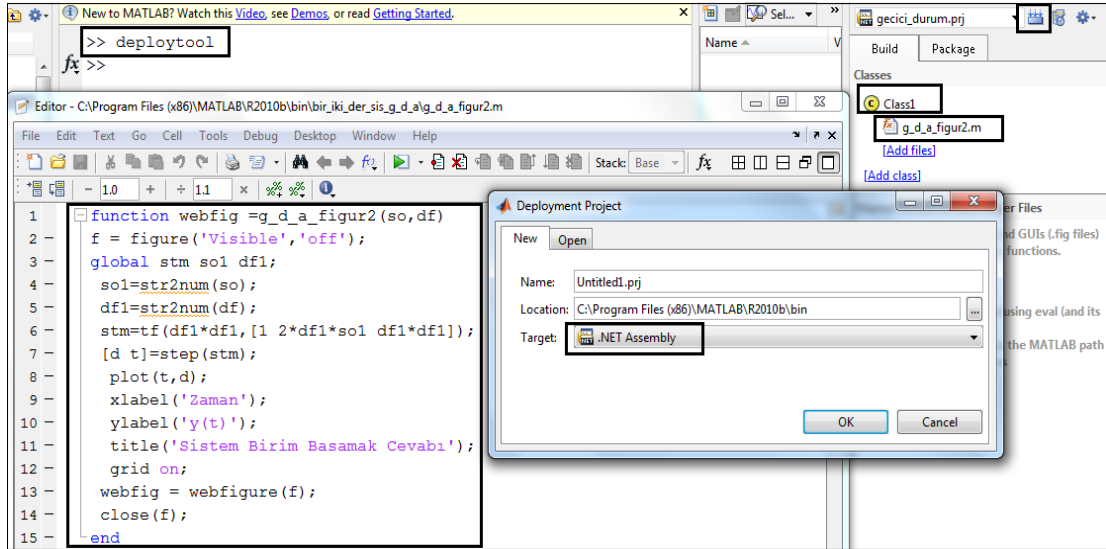 New to MATLAB? Watch this Video, see Demos, or read Getting Started.
>> deploytool
fx >>
Sel...
»
Name
V
gecici_durum.prj
Build Package
Classes
Class1
g_d_a_figur2.m
[Add files]
[Add class]
er Files
nd GUIs (.fig files)
functions.
using eval (and its
the MATLAB path
Editor - C:\Program Files (x86)\MATLAB\R2010b\bin\bir_iki_der_sis_g_d_a\g_d_a_figur2.m
File Edit Text Go Cell Tools Debug Desktop Window Help
Stack: Base fx
− 1.0 + ÷ 1.1 ×
1 function webfig =g_d_a_figur2(so,df)
2 − f = figure('Visible','off');
3 − global stm so1 df1;
4 − so1=str2num(so);
5 − df1=str2num(df);
6 − stm=tf(df1*df1,[1 2*df1*so1 df1*df1]);
7 − [d t]=step(stm);
8 − plot(t,d);
9 − xlabel('Zaman');
10 − ylabel('y(t)');
11 − title('Sistem Birim Basamak Cevabı');
12 − grid on;
13 − webfig = webfigure(f);
14 − close(f);
15 − end
Deployment Project
New Open
Name: Untitled1.prj
Location: C:\Program Files (x86)\MATLAB\R2010b\bin ...
Target: .NET Assembly
OK Cancel